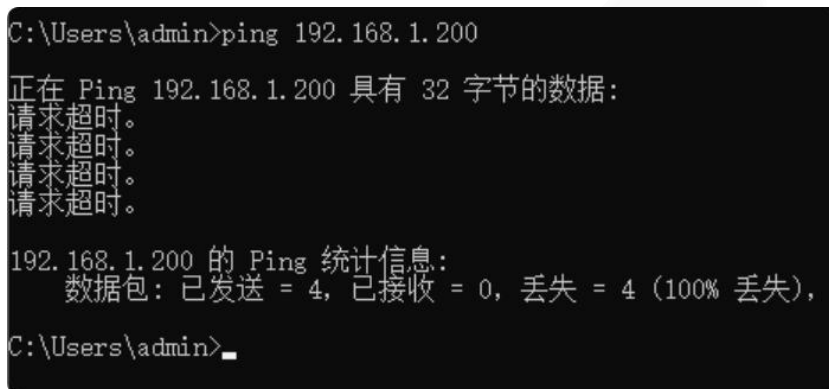 C:\Users\admin>ping 192.168.1.200
正在 Ping 192.168.1.200 具有 32 字节的数据:
请求超时。
请求超时。
请求超时。
请求超时。
192.168.1.200 的 Ping 统计信息:
数据包: 已发送 = 4, 已接收 = 0, 丢失 = 4 (100% 丢失),
C:\Users\admin>